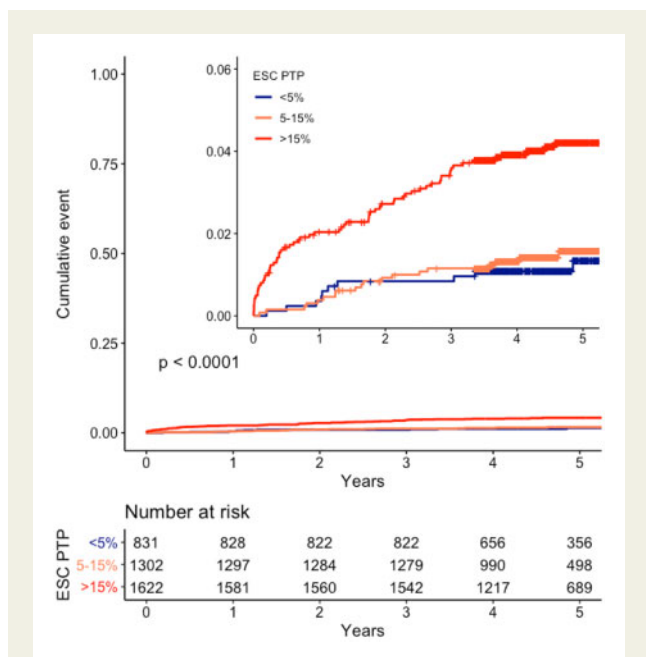 1.00
0.75
0.50
0.25
0.00
Cumulative event
0.06
0.04
0.02
0.00
ESC PTP
<5%
5-15%
>15%
0 1 2 3 4 5
p < 0.0001
0 1 2 3 4 5
Years
Number at risk
ESC PTP
<5% 831 828 822 822 656 356
5-15% 1302 1297 1284 1279 990 498
>15% 1622 1581 1560 1542 1217 689
0 1 2 3 4 5
Years